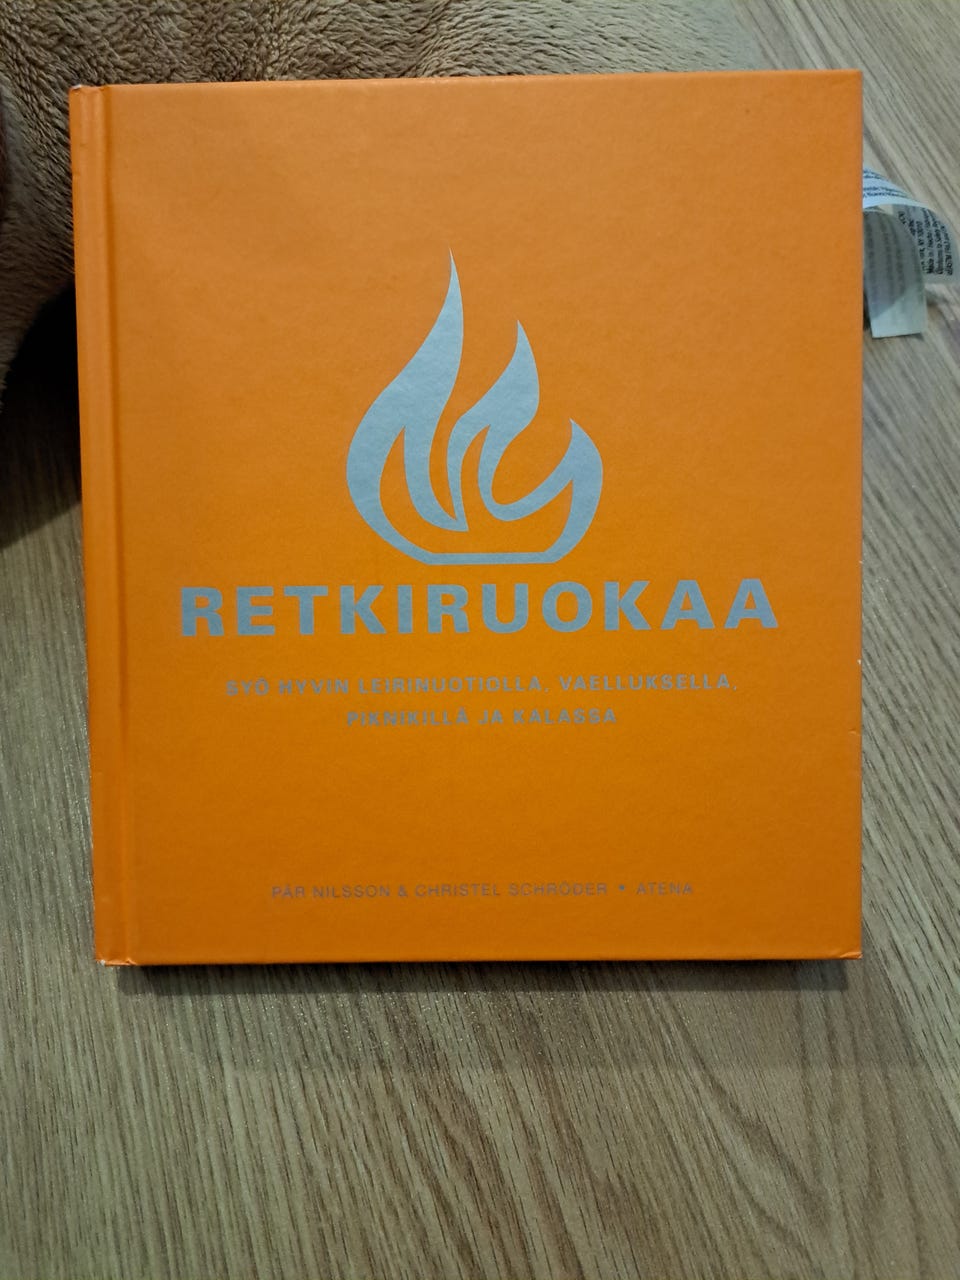 RETKIRUOKAA
SYÖ HYVIN LEIRINUOTIOLLA, VAELLUKSELLA,
PIKNIKILLÄ JA KALASSA
PÄR NILSSON & CHRISTEL SCHRÖDER • ATENA